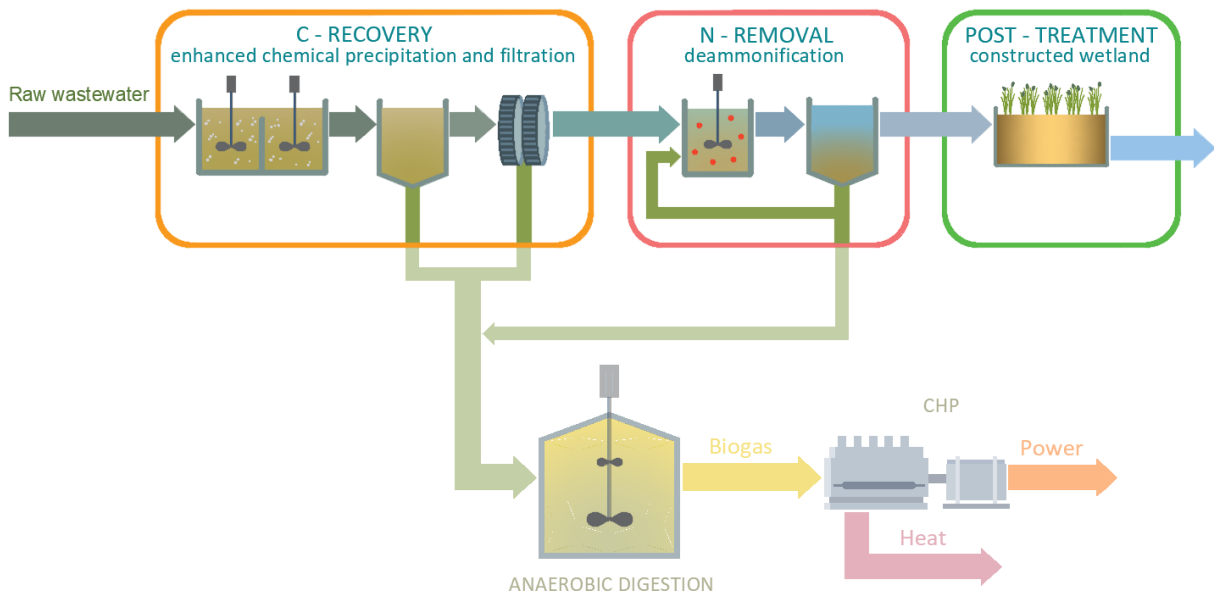 C - RECOVERY
enhanced chemical precipitation and filtration
N - REMOVAL
deammonification
POST - TREATMENT
constructed wetland
Raw wastewater
CHP
Biogas
Power
Heat
ANAEROBIC DIGESTION